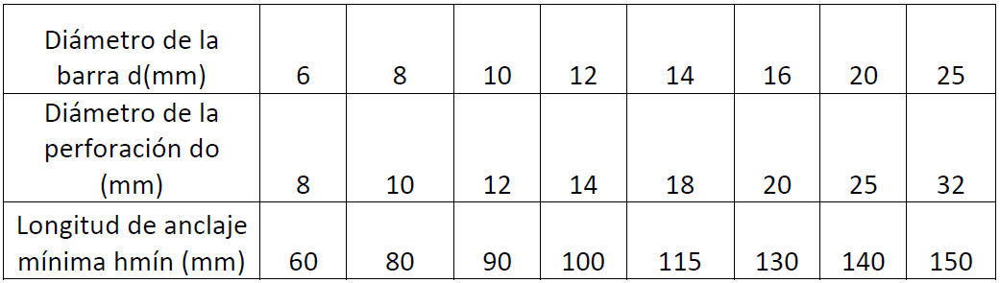 Diámetro de la
barra d(mm) 6 8 10 12 14 16 20 25
Diámetro de la
perforación do
(mm) 8 10 12 14 18 20 25 32
Longitud de anclaje
mínima hmín (mm) 60 80 90 100 115 130 140 150